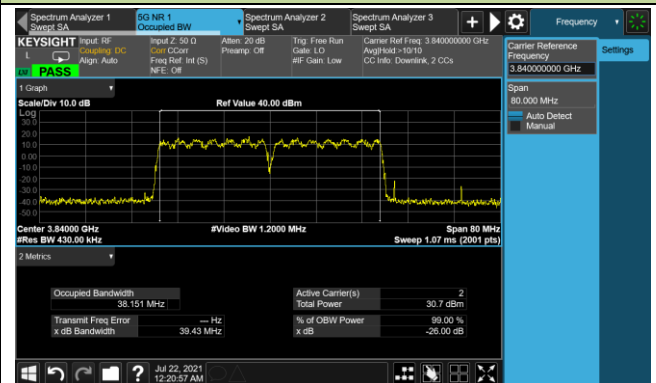 Spectrum Analyzer 1
Swept SA
5G NR 1
Occupied BW
Spectrum Analyzer 2
Swept SA
Spectrum Analyzer 3
Swept SA
Frequency
KEYSIGHT
L
PASS
Input: RF
Coupling: DC
Align: Auto
Input Z: 50 Ω
Corr CCorr
Freq Ref: Int (S)
NFE: Off
Atten: 20 dB
Preamp: Off
Trig: Free Run
Gate: LO
#IF Gain: Low
Carrier Ref Freq: 3.840000000 GHz
Avg|Hold:>10/10
CC Info: Downlink, 2 CCs
Carrier Reference
Frequency
3.840000000 GHz
Settings
Span
80.000 MHz
Auto Detect
Manual
1 Graph
Scale/Div 10.0 dB
Ref Value 40.00 dBm
Log
30.0
20.0
10.0
0.00
-10.0
-20.0
-30.0
-40.0
-50.0
Center 3.84000 GHz
#Video BW 1.2000 MHz
Span 80 MHz
#Res BW 430.00 kHz
Sweep 1.07 ms (2001 pts)
2 Metrics
Occupied Bandwidth
38.151 MHz
Active Carrier(s)
2
Total Power
30.7 dBm
Transmit Freq Error
--- Hz
% of OBW Power
99.00 %
x dB Bandwidth
39.43 MHz
x dB
-26.00 dB
?
Jul 22, 2021
12:20:57 AM